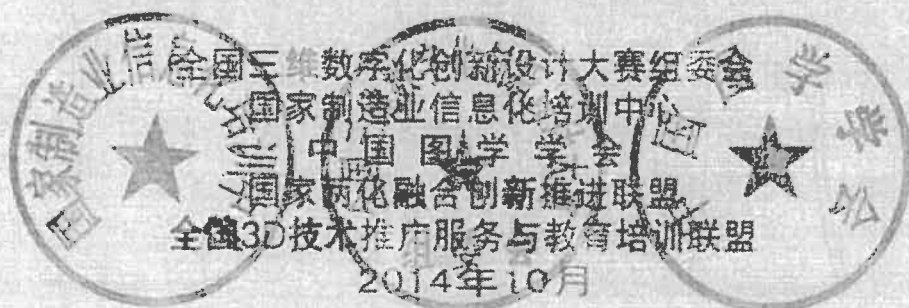 全国三维数字化创新设计大赛组委会
国家制造业信息化培训中心
中国图学学会
国家两化融合创新推进联盟
全国3D技术推广服务与教育培训联盟
2014年10月